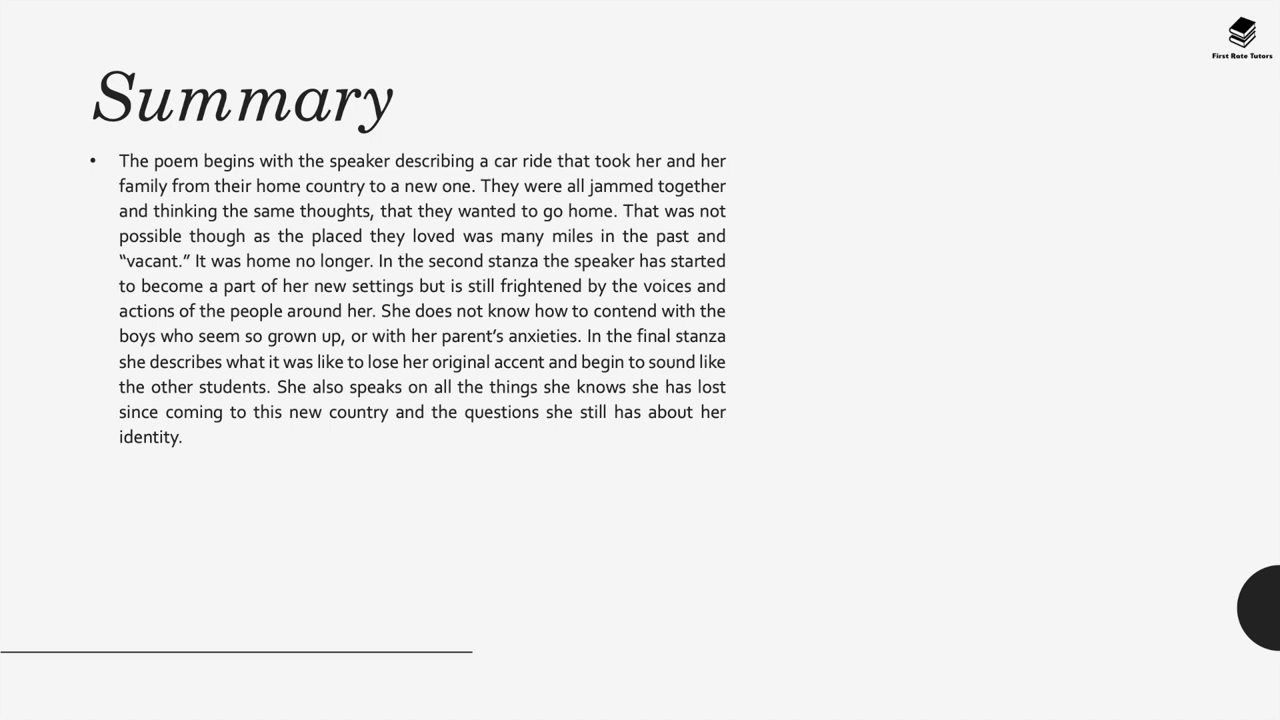 First Rate Tutors
Summary
• The poem begins with the speaker describing a car ride that took her and her
family from their home country to a new one. They were all jammed together
and thinking the same thoughts, that they wanted to go home. That was not
possible though as the placed they loved was many miles in the past and
“vacant.” It was home no longer. In the second stanza the speaker has started
to become a part of her new settings but is still frightened by the voices and
actions of the people around her. She does not know how to contend with the
boys who seem so grown up, or with her parent’s anxieties. In the final stanza
she describes what it was like to lose her original accent and begin to sound like
the other students. She also speaks on all the things she knows she has lost
since coming to this new country and the questions she still has about her
identity.